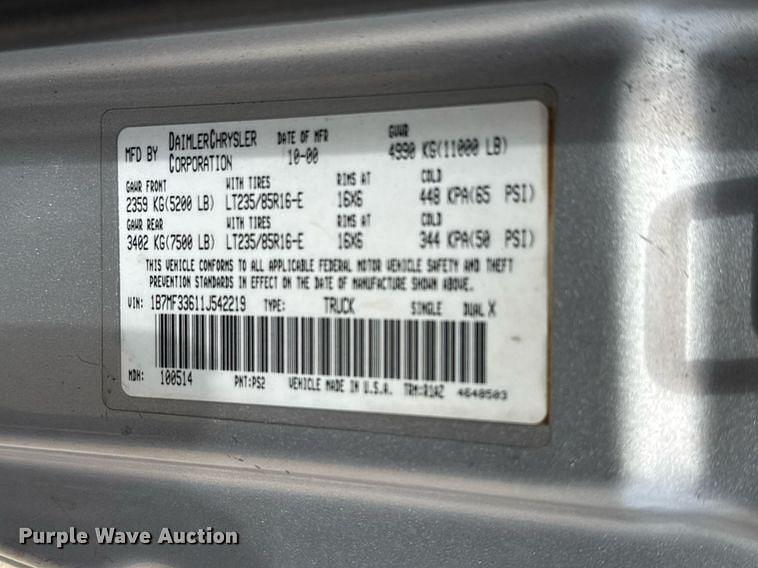 MFD BY DAIMLERCHRYSLER CORPORATION DATE OF MFR 10-00 GVWR 4990 KG(11000 LB)
GAWR FRONT WITH TIRES RIMS AT COLD
2359 KG(5200 LB) LT235/85R16-E 16X6 448 KPA(65 PSI)
GAWR REAR WITH TIRES RIMS AT COLD
3402 KG(7500 LB) LT235/85R16-E 16X6 344 KPA(50 PSI)
THIS VEHICLE CONFORMS TO ALL APPLICABLE FEDERAL MOTOR VEHICLE SAFETY AND THEFT
PREVENTION STANDARDS IN EFFECT ON THE DATE OF MANUFACTURE SHOWN ABOVE.
VIN: 1B7MF33611J542219 TYPE: TRUCK SINGLE DUAL X
MDH: 100514 PNT:PS2 VEHICLE MADE IN U.S.A. TRM:R1AZ 4648503
Purple Wave Auction